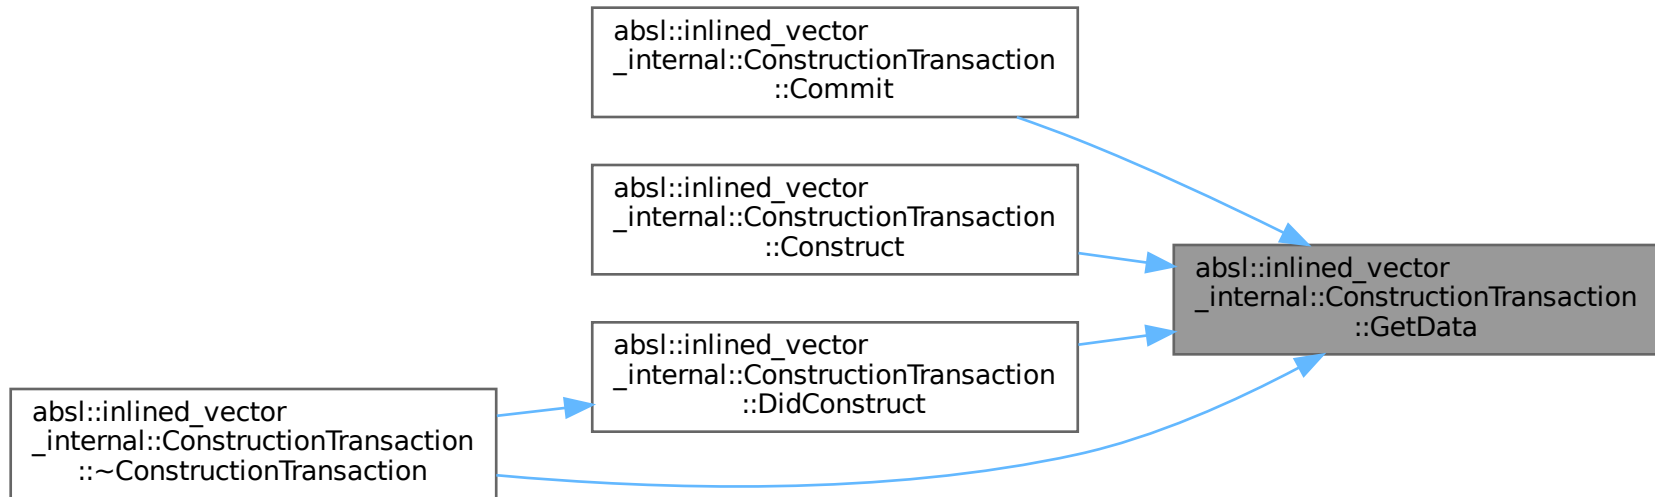 absl::inlined_vector
_internal::ConstructionTransaction
::Commit
absl::inlined_vector
_internal::ConstructionTransaction
::Construct
absl::inlined_vector
_internal::ConstructionTransaction
::GetData
absl::inlined_vector
_internal::ConstructionTransaction
::DidConstruct
absl::inlined_vector
_internal::ConstructionTransaction
::~ConstructionTransaction